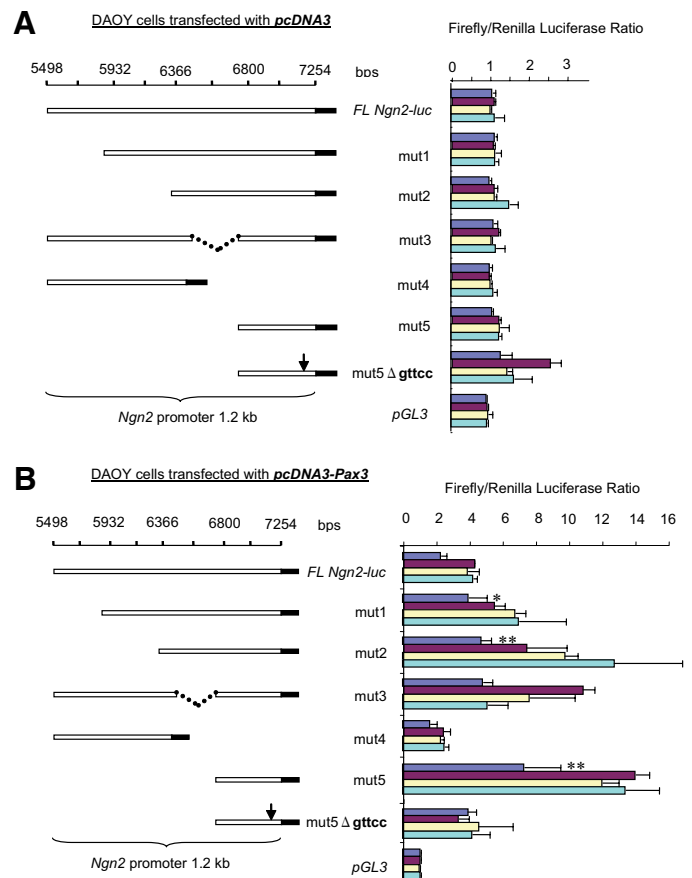 A
DAOY cells transfected with pcDNA3
Firefly/Renilla Luciferase Ratio
5498 5932 6366 6800 7254 bps
0 1 2 3
FL Ngn2-luc
mut1
mut2
mut3
mut4
mut5
mut5 Δ gttcc
pGL3
Ngn2 promoter 1.2 kb
B
DAOY cells transfected with pcDNA3-Pax3
Firefly/Renilla Luciferase Ratio
5498 5932 6366 6800 7254 bps
0 2 4 6 8 10 12 14 16
FL Ngn2-luc
mut1 *
mut2 **
mut3
mut4
mut5 **
mut5 Δ gttcc
pGL3
Ngn2 promoter 1.2 kb